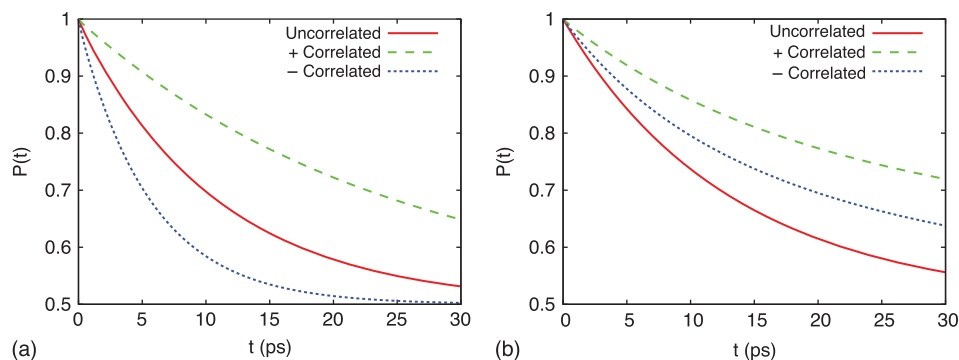 1
0.9
0.8
0.7
0.6
0.5
P(t)
Uncorrelated
+ Correlated
– Correlated
0 5 10 15 20 25 30
t (ps)
(a)
1
0.9
0.8
0.7
0.6
0.5
P(t)
Uncorrelated
+ Correlated
– Correlated
0 5 10 15 20 25 30
t (ps)
(b)